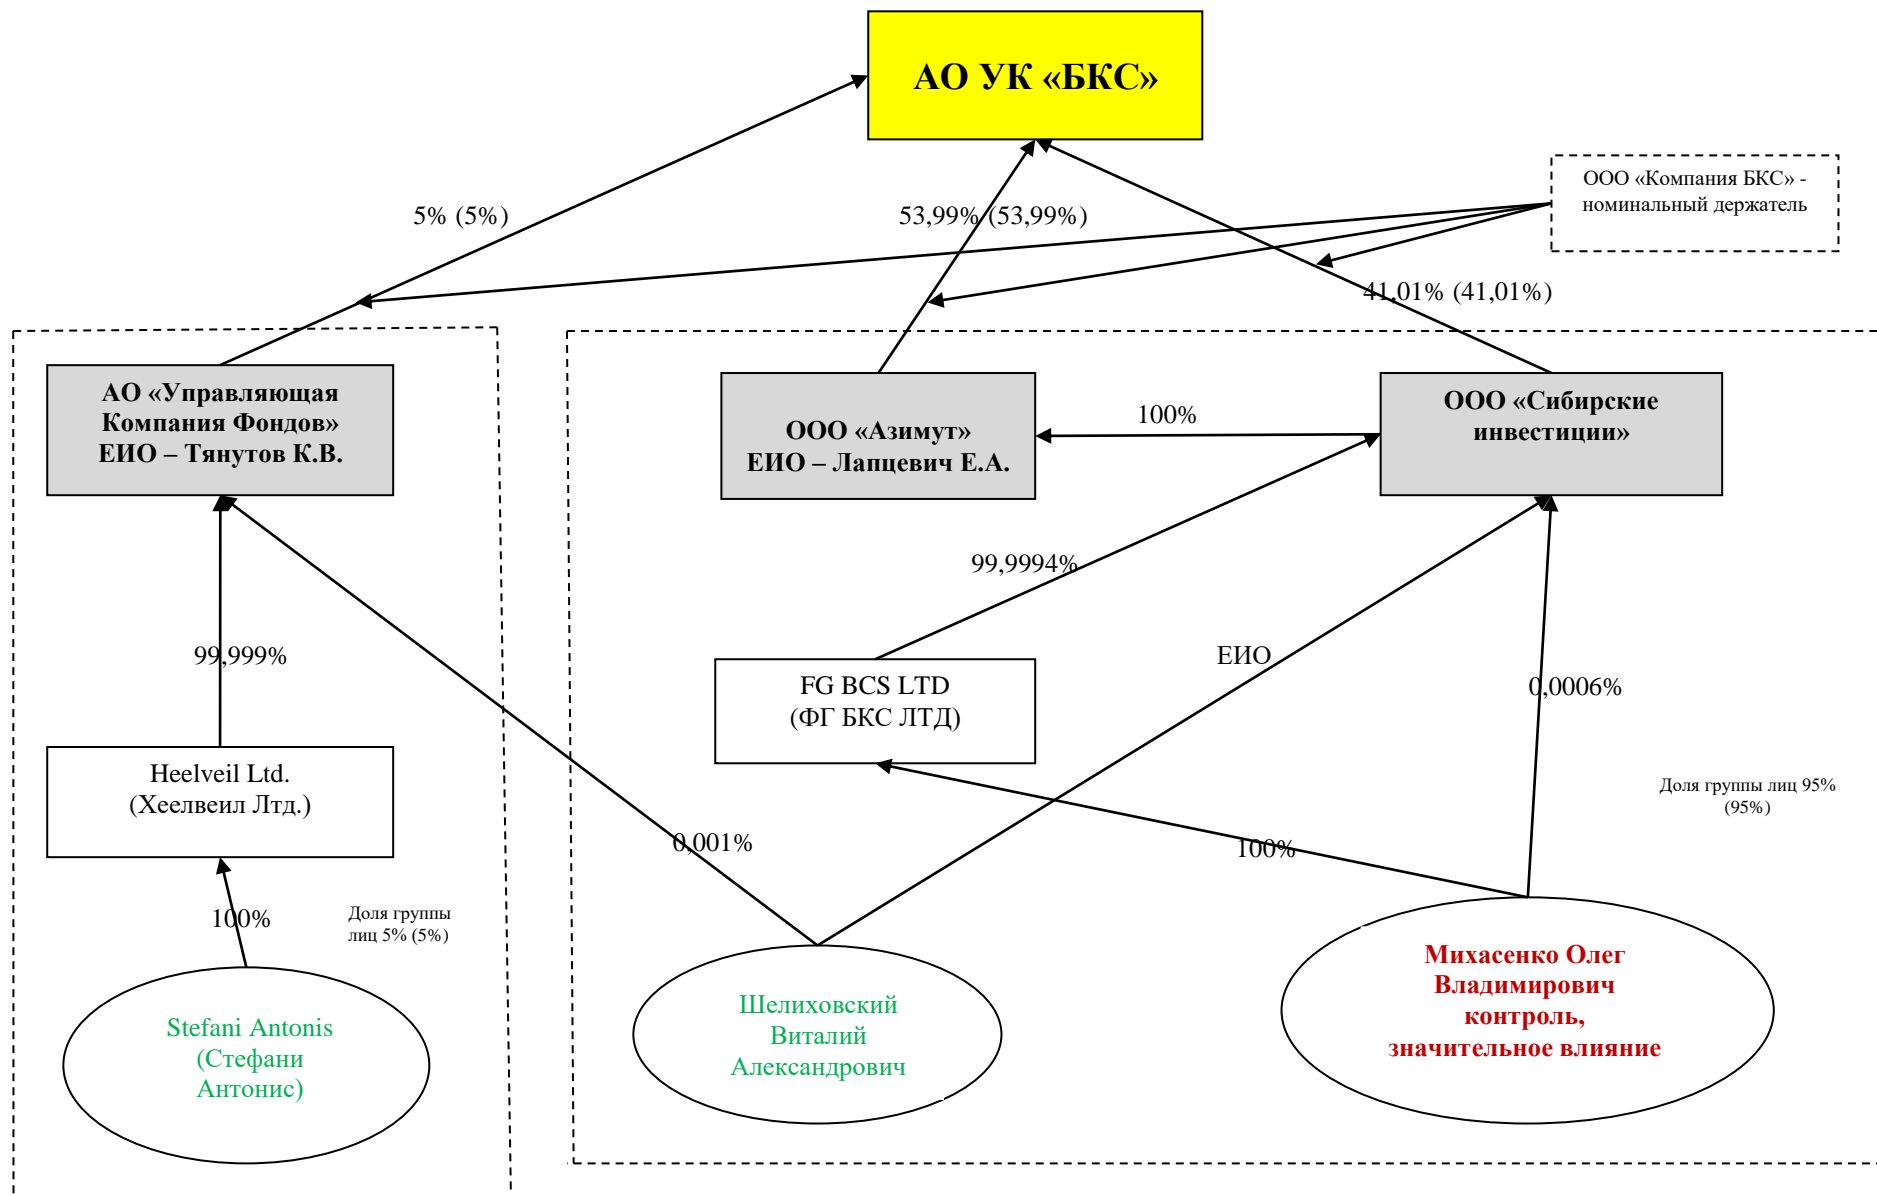 АО УК «БКС»
ООО «Компания БКС» -
номинальный держатель
5% (5%)
53,99% (53,99%)
41,01% (41,01%)
АО «Управляющая
Компания Фондов»
ЕИО – Тянутов К.В.
ООО «Азимут»
ЕИО – Лапцевич Е.А.
100%
ООО «Сибирские
инвестиции»
99,9994%
99,999%
ЕИО
0,0006%
FG BCS LTD
(ФГ БКС ЛТД)
Heelveil Ltd.
(Хеелвеил Лтд.)
Доля группы лиц 95%
(95%)
0,001%
100%
100%
Доля группы
лиц 5% (5%)
Stefani Antonis
(Стефани
Антонис)
Шелиховский
Виталий
Александрович
Михасенко Олег
Владимирович
контроль,
значительное влияние